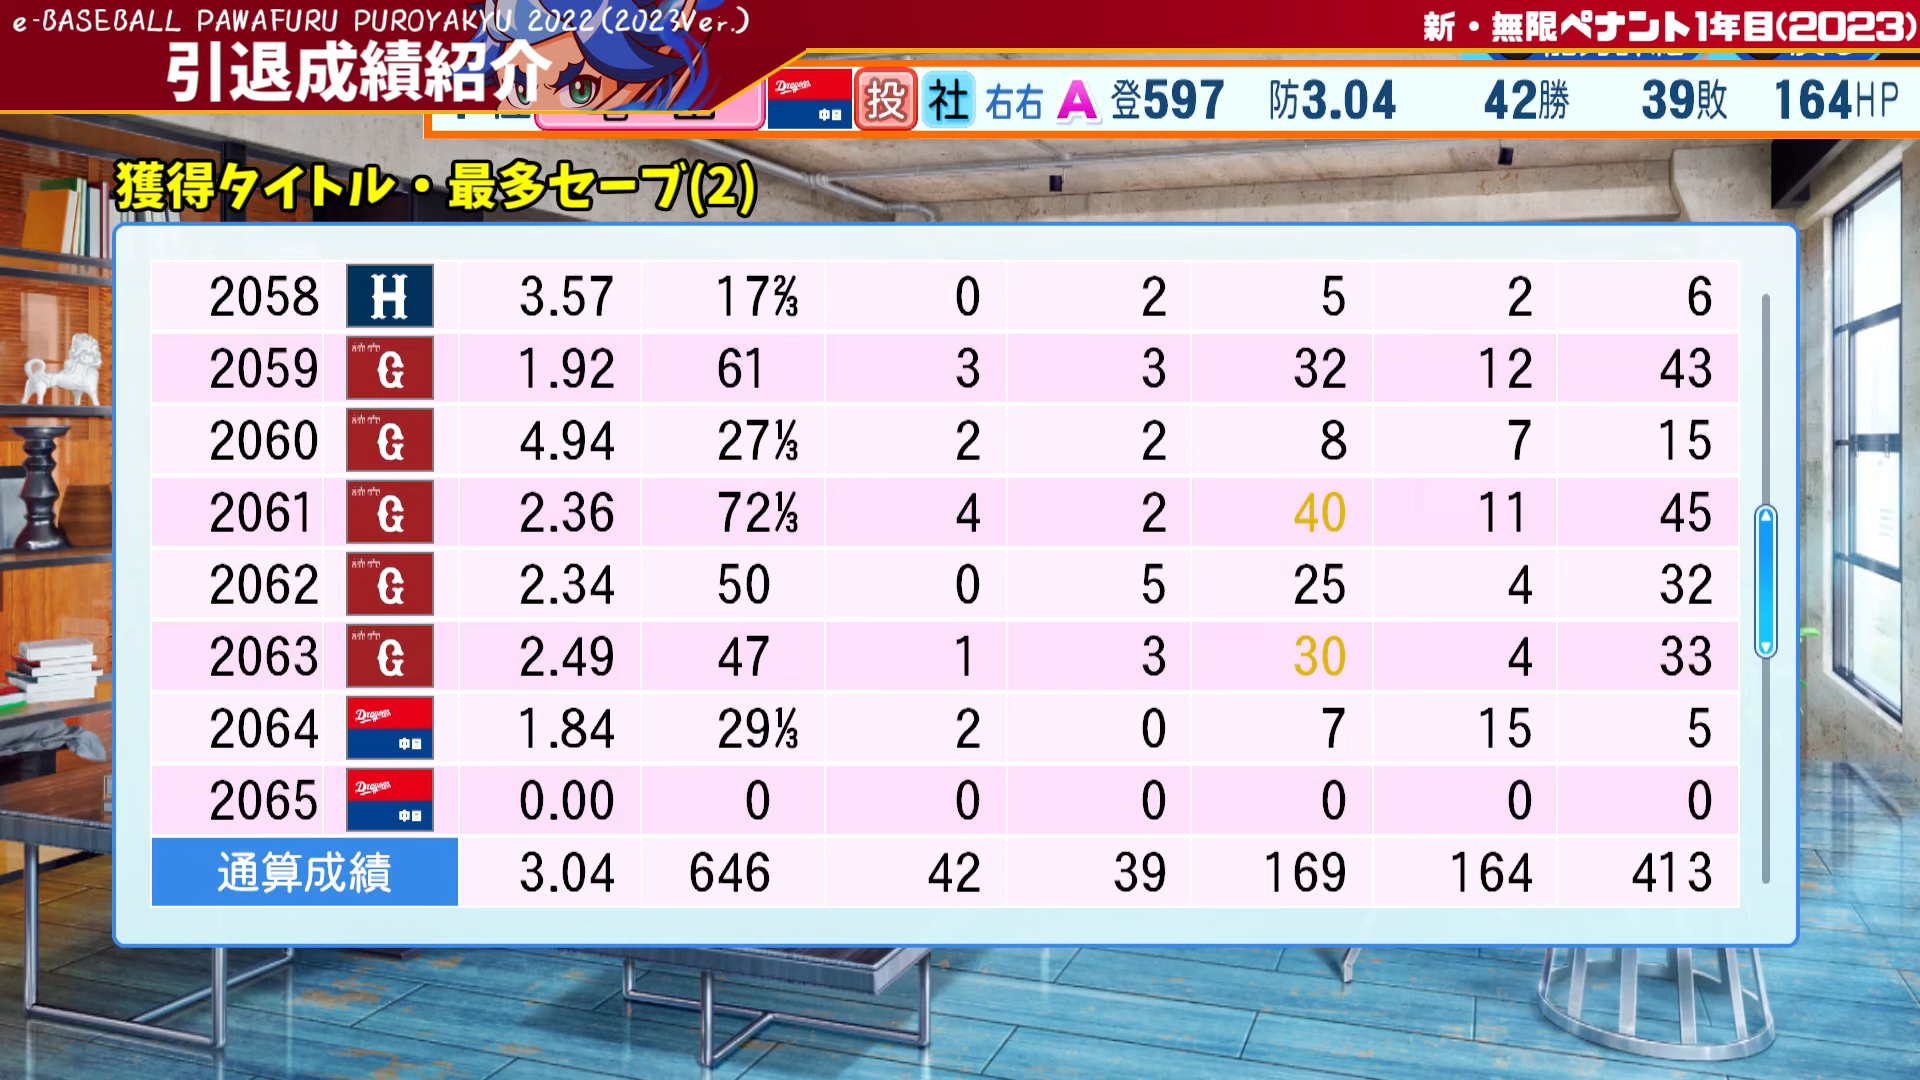 e-BASEBALL PAWAFURU PUROYAKYU 2022(2023Ver.)
新・無限ペナント1年目(2023)
引退成績紹介
Dragons 中日 投 社 右右 A 登597 防3.04 42勝 39敗 164HP
獲得タイトル・最多セーブ(2)
2058 H 3.57 17⅔ 0 2 5 2 6
2059 G 1.92 61 3 3 32 12 43
2060 G 4.94 27⅓ 2 2 8 7 15
2061 G 2.36 72⅓ 4 2 40 11 45
2062 G 2.34 50 0 5 25 4 32
2063 G 2.49 47 1 3 30 4 33
2064 Dragons 中日 1.84 29⅓ 2 0 7 15 5
2065 Dragons 中日 0.00 0 0 0 0 0 0
通算成績 3.04 646 42 39 169 164 413